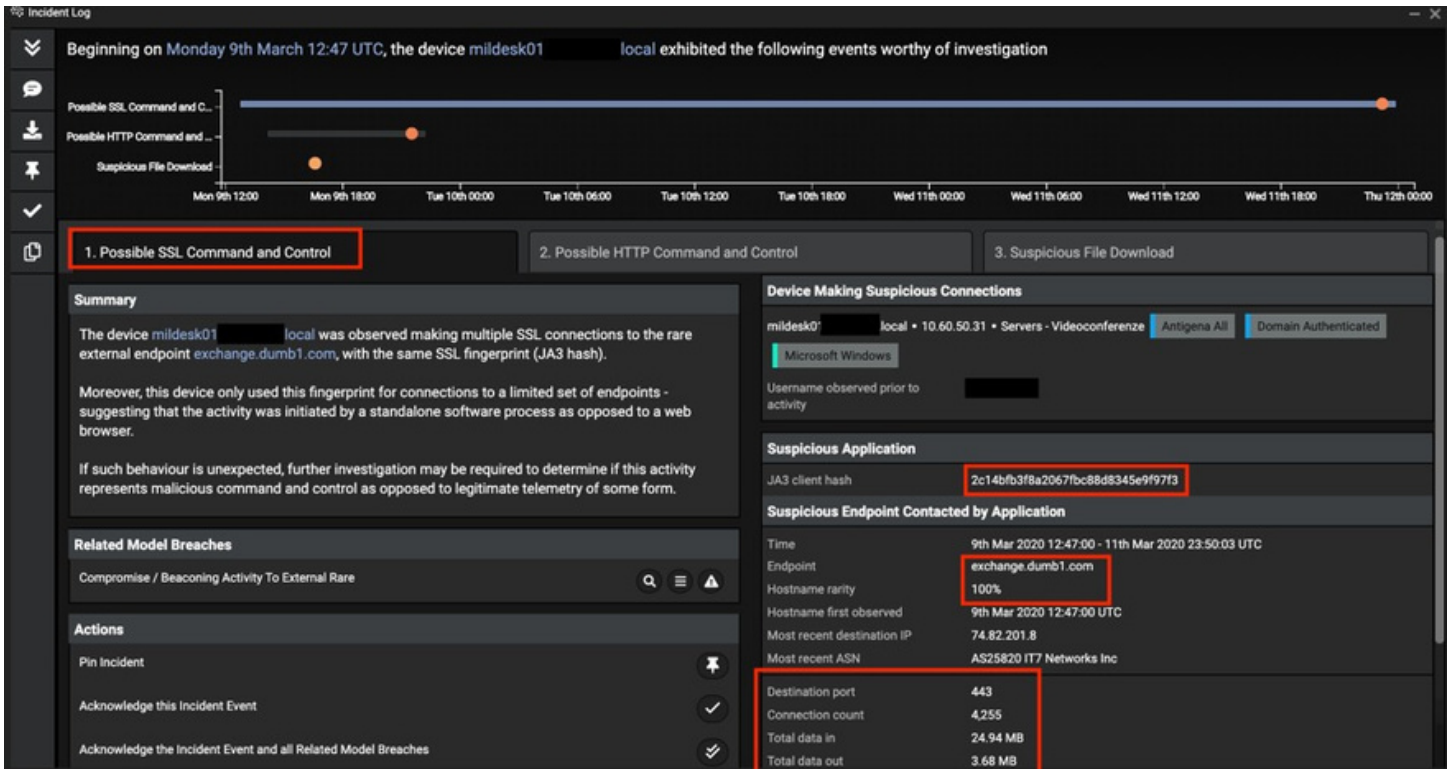 Incident Log
Beginning on Monday 9th March 12:47 UTC, the device mildesk01 local exhibited the following events worthy of investigation
Possible SSL Command and C...
Possible HTTP Command and ...
Suspicious File Download
Mon 9th 12:00 Mon 9th 18:00 Tue 10th 00:00 Tue 10th 06:00 Tue 10th 12:00 Tue 10th 18:00 Wed 11th 00:00 Wed 11th 06:00 Wed 11th 12:00 Wed 11th 18:00 Thu 12th 00:00
1. Possible SSL Command and Control
2. Possible HTTP Command and Control
3. Suspicious File Download
Summary
The device mildesk01 local was observed making multiple SSL connections to the rare
external endpoint exchange.dumb1.com, with the same SSL fingerprint (JA3 hash).
Moreover, this device only used this fingerprint for connections to a limited set of endpoints -
suggesting that the activity was initiated by a standalone software process as opposed to a web
browser.
If such behaviour is unexpected, further investigation may be required to determine if this activity
represents malicious command and control as opposed to legitimate telemetry of some form.
Related Model Breaches
Compromise / Beaconing Activity To External Rare
Actions
Pin Incident
Acknowledge this Incident Event
Acknowledge the Incident Event and all Related Model Breaches
Device Making Suspicious Connections
mildesk0 local • 10.60.50.31 • Servers - Videoconferenze Antigena All Domain Authenticated
Microsoft Windows
Username observed prior to
activity
Suspicious Application
JA3 client hash 2c14bfb3f8a2067fbc88d8345e9f97f3
Suspicious Endpoint Contacted by Application
Time 9th Mar 2020 12:47:00 - 11th Mar 2020 23:50:03 UTC
Endpoint exchange.dumb1.com
Hostname rarity 100%
Hostname first observed 9th Mar 2020 12:47:00 UTC
Most recent destination IP 74.82.201.8
Most recent ASN AS25820 IT7 Networks Inc
Destination port 443
Connection count 4,255
Total data in 24.94 MB
Total data out 3.68 MB